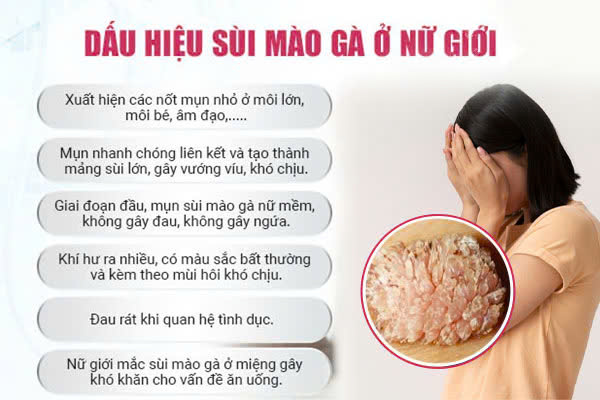 DẤU HIỆU SÙI MÀO GÀ Ở NỮ GIỚI
Xuất hiện các nốt mụn nhỏ ở môi lớn,
môi bé, âm đạo,.....
Mụn nhanh chóng liên kết và tạo thành
mảng sùi lớn, gây vướng víu, khó chịu.
Giai đoạn đầu, mụn sùi mào gà nữ mềm,
không gây đau, không gây ngứa.
Khí hư ra nhiều, có màu sắc bất thường
và kèm theo mùi hôi khó chịu.
Đau rát khi quan hệ tình dục.
Nữ giới mắc sùi mào gà ở miệng gây
khó khăn cho vấn đề ăn uống.